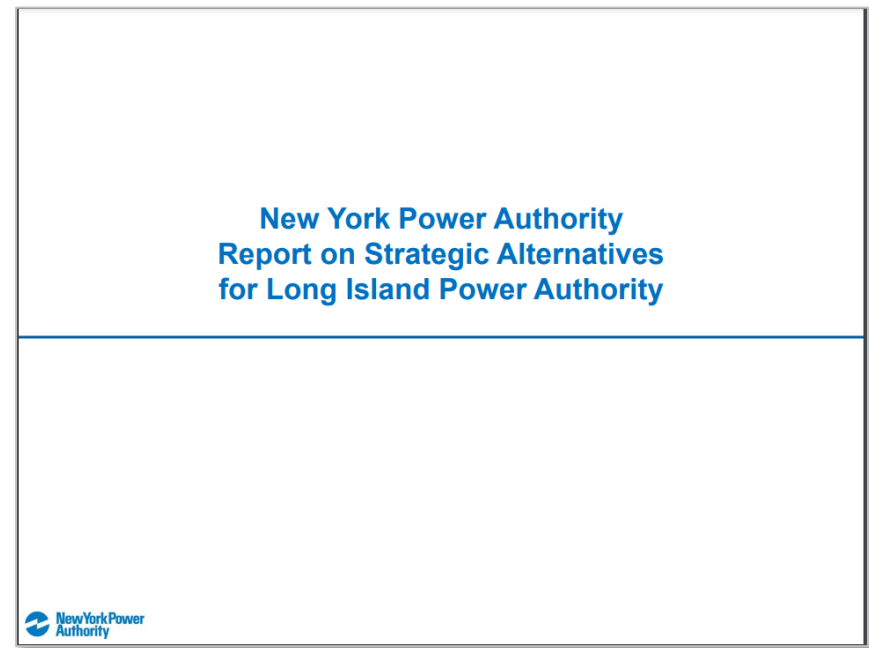 New York Power Authority
Report on Strategic Alternatives
for Long Island Power Authority
NewYorkPower
Authority